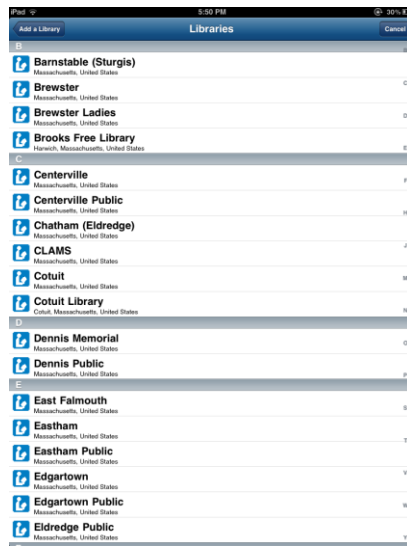 iPad 5:50 PM 30%
Add a Library Libraries Cancel
B
Barnstable (Sturgis)
Massachusetts, United States
Brewster
Massachusetts, United States
Brewster Ladies
Massachusetts, United States
Brooks Free Library
Harwich, Massachusetts, United States
C
Centerville
Massachusetts, United States
Centerville Public
Massachusetts, United States
Chatham (Eldredge)
Massachusetts, United States
CLAMS
Massachusetts, United States
Cotuit
Massachusetts, United States
Cotuit Library
Cotuit, Massachusetts, United States
D
Dennis Memorial
Massachusetts, United States
Dennis Public
Massachusetts, United States
E
East Falmouth
Massachusetts, United States
Eastham
Massachusetts, United States
Eastham Public
Massachusetts, United States
Edgartown
Massachusetts, United States
Edgartown Public
Massachusetts, United States
Eldredge Public
Massachusetts, United States